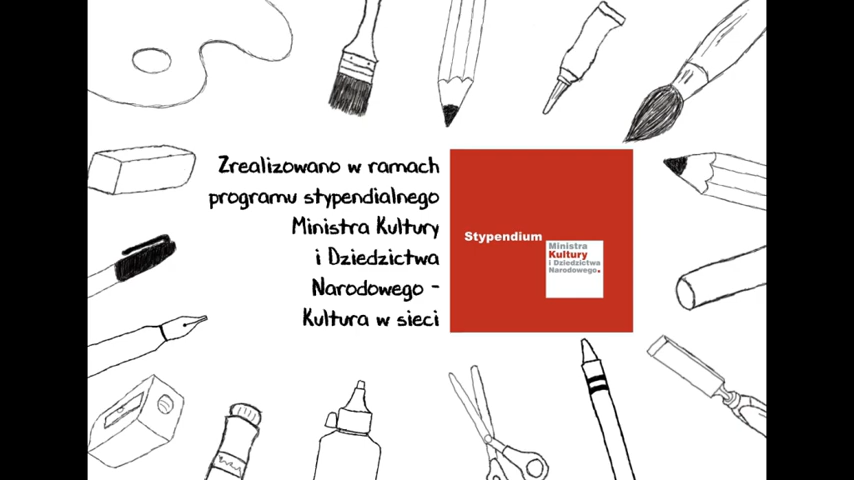 Zrealizowano w ramach
programu stypendialnego
Ministra Kultury
i Dziedzictwa
Narodowego -
Kultura w sieci
Stypendium
Ministra
Kultury
i Dziedzictwa
Narodowego.